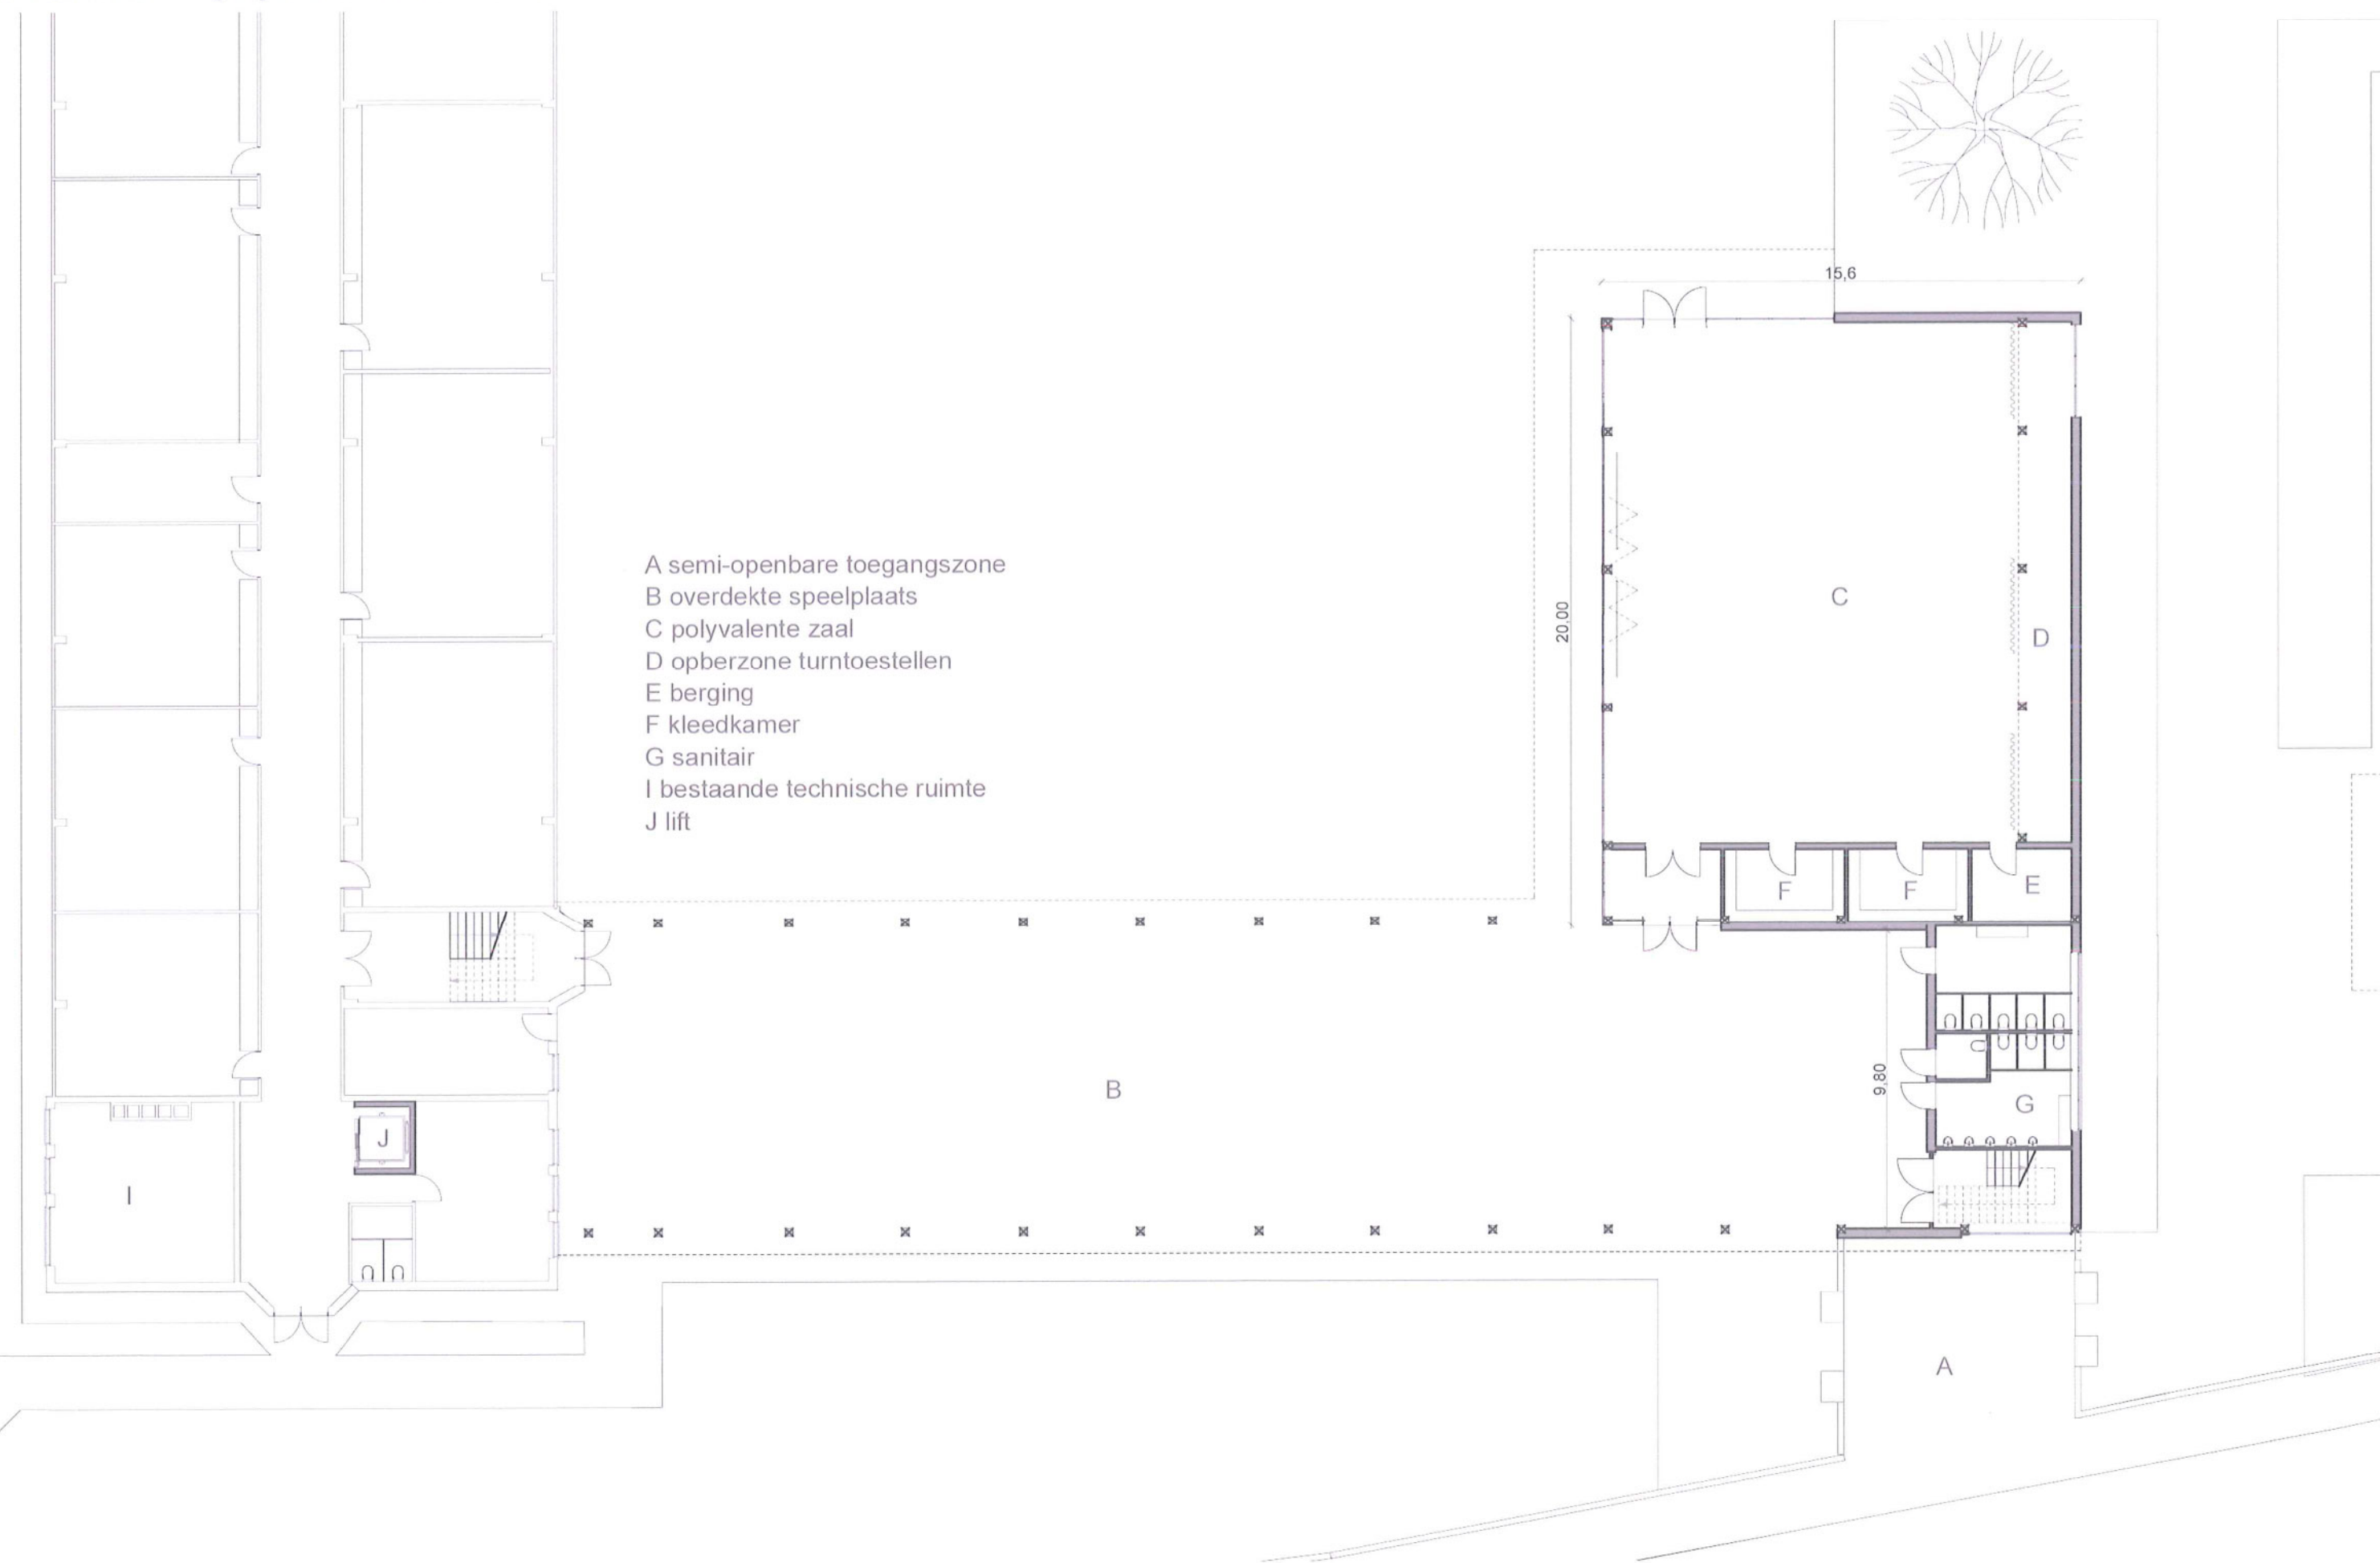 15,6
20,00
A semi-openbare toegangszone
B overdekte speelplaats
C polyvalente zaal
D opberzone turntoestellen
E berging
F kleedkamer
G sanitair
I bestaande technische ruimte
J lift
C
D
F
F
E
B
9,80
G
J
I
A